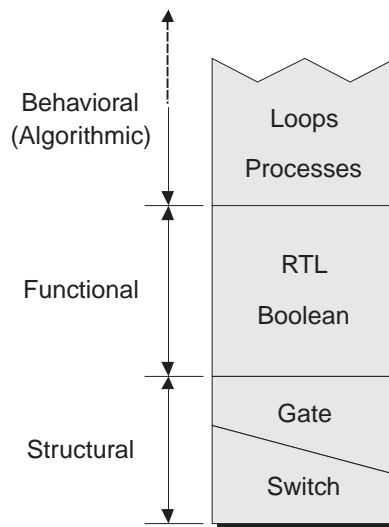 Behavioral
(Algorithmic)
Loops
Processes
Functional
RTL
Boolean
Structural
Gate
Switch